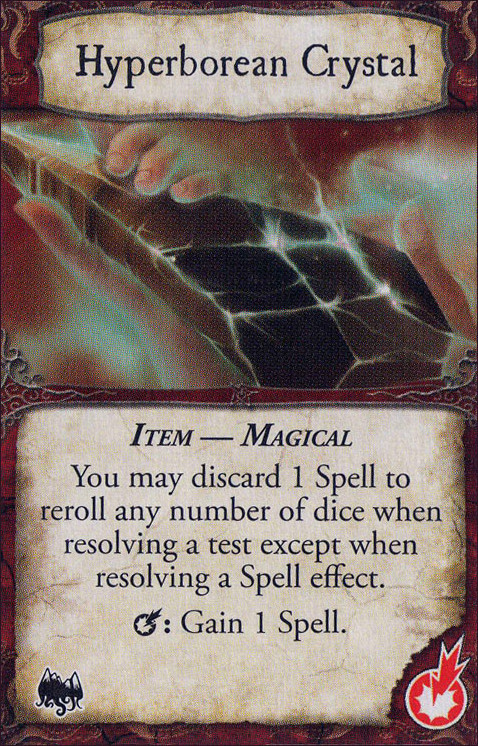 Hyperborean Crystal
Item — Magical
You may discard 1 Spell to
reroll any number of dice when
resolving a test except when
resolving a Spell effect.
: Gain 1 Spell.